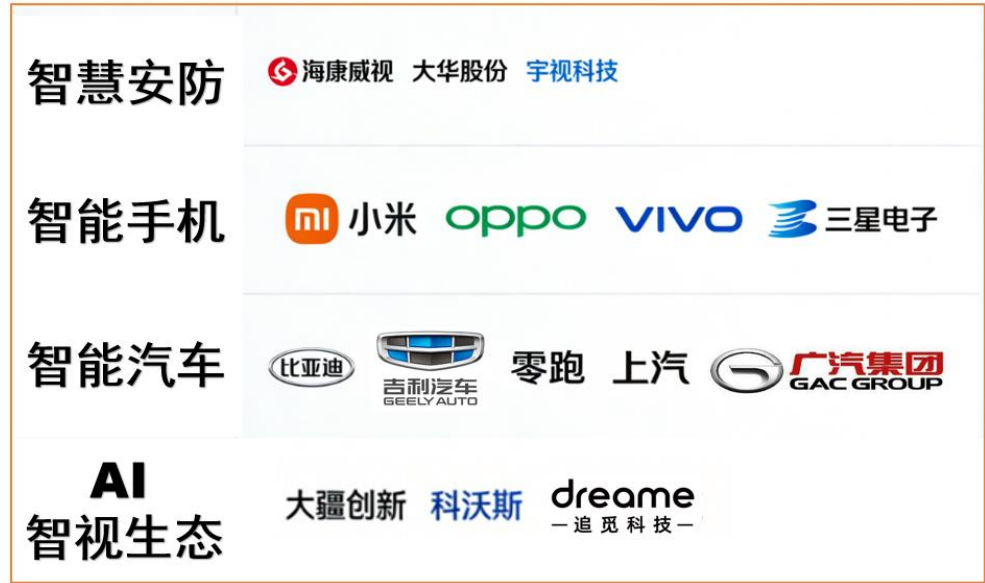 智慧安防
海康威视 大华股份 宇视科技
智能手机
小米 oppo vivo 三星电子
智能汽车
比亚迪 吉利汽车 GEELY AUTO 零跑 上汽 广汽集团 GAC GROUP
AI
智视生态
大疆创新 科沃斯 dreame
追觅科技